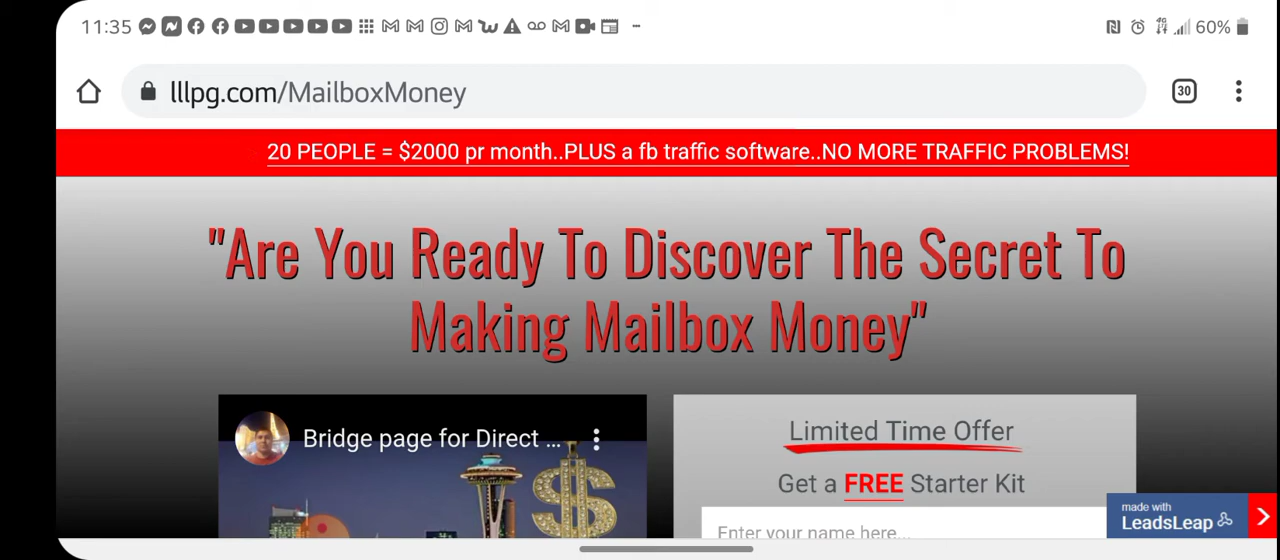 11:35
60%
lllpg.com/MailboxMoney
30
20 PEOPLE = $2000 pr month..PLUS a fb traffic software..NO MORE TRAFFIC PROBLEMS!
"Are You Ready To Discover The Secret To
Making Mailbox Money"
Bridge page for Direct ...
Limited Time Offer
Get a FREE Starter Kit
Enter your name here...
made with
LeadsLeap